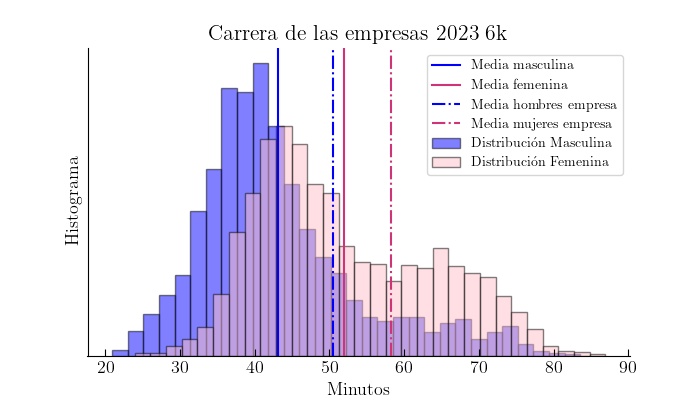 Carrera de las empresas 2023 6k
Media masculina
Media femenina
Media hombres empresa
Media mujeres empresa
Distribución Masculina
Distribución Femenina
Histograma
20 30 40 50 60 70 80 90
Minutos